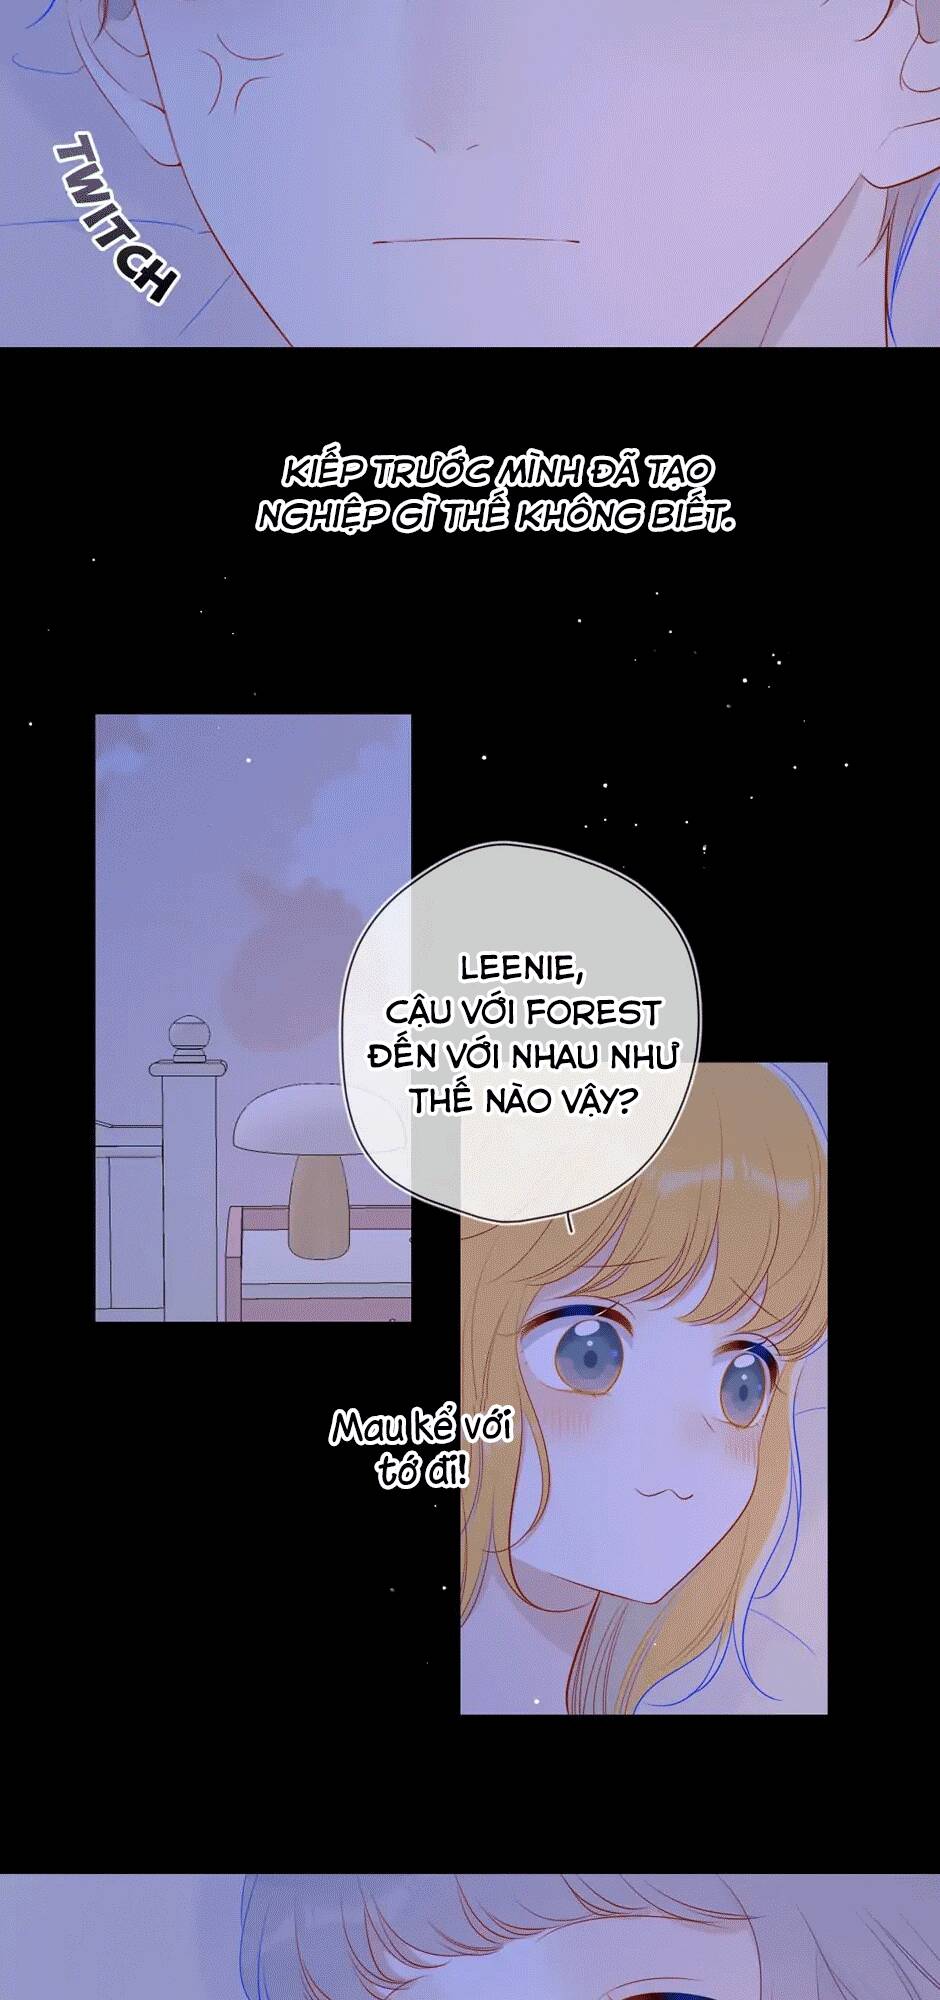 TWITCH
KIẾP TRƯỚC MÌNH ĐÃ TẠO
NGHIỆP GÌ THẾ KHÔNG BIẾT.
LEENIE,
CẬU VỚI FOREST
ĐẾN VỚI NHAU NHƯ
THẾ NÀO VẬY?
Mau kể với
tớ đi!